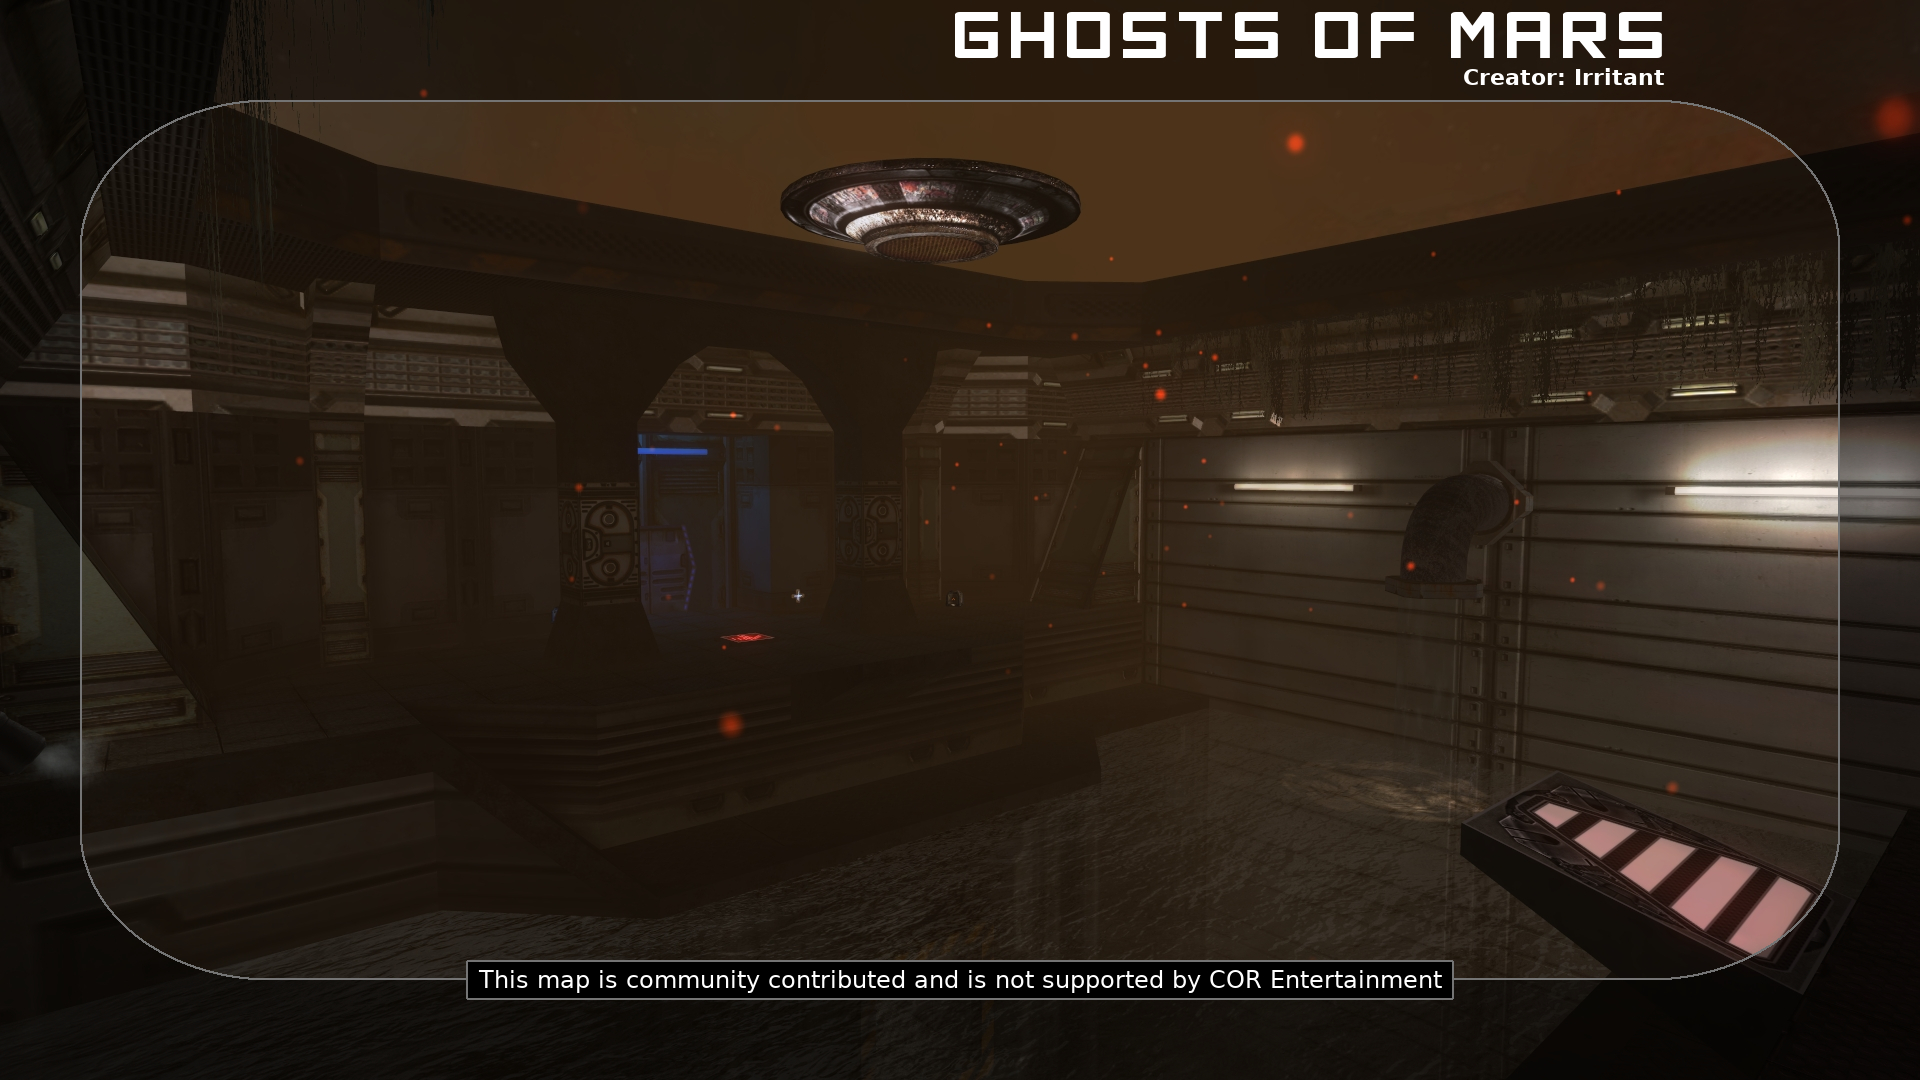 GHOSTS OF MARS
Creator: Irritant
This map is community contributed and is not supported by COR Entertainment